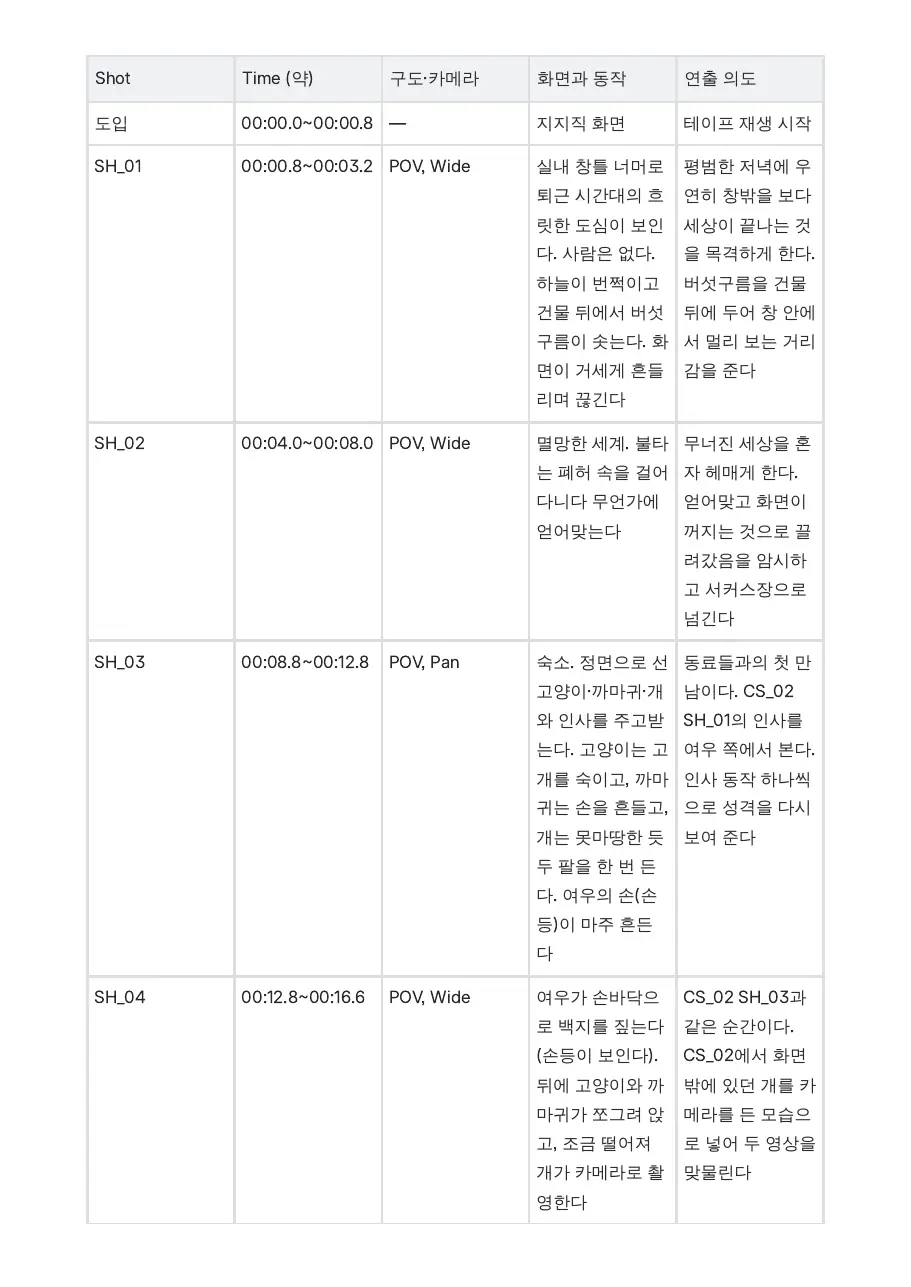 Shot
Time (약)
구도·카메라
화면과 동작
연출 의도
도입
00:00.0~00:00.8
—
지지직 화면
테이프 재생 시작
SH_01
00:00.8~00:03.2
POV, Wide
실내 창틀 너머로
퇴근 시간대의 흐
릿한 도심이 보인
다. 사람은 없다.
하늘이 번쩍이고
건물 뒤에서 버섯
구름이 솟는다. 화
면이 거세게 흔들
리며 끊긴다
평범한 저녁에 우
연히 창밖을 보다
세상이 끝나는 것
을 목격하게 한다.
버섯구름을 건물
뒤에 두어 창 안에
서 멀리 보는 거리
감을 준다
SH_02
00:04.0~00:08.0
POV, Wide
멸망한 세계. 불타
는 폐허 속을 걸어
다니다 무언가에
얻어맞는다
무너진 세상을 혼
자 헤매게 한다.
얻어맞고 화면이
꺼지는 것으로 끌
려갔음을 암시하
고 서커스장으로
넘긴다
SH_03
00:08.8~00:12.8
POV, Pan
숙소. 정면으로 선
고양이·까마귀·개
와 인사를 주고받
는다. 고양이는 고
개를 숙이고, 까마
귀는 손을 흔들고,
개는 못마땅한 듯
두 팔을 한 번 든
다. 여우의 손(손
등)이 마주 흔든
다
동료들과의 첫 만
남이다. CS_02
SH_01의 인사를
여우 쪽에서 본다.
인사 동작 하나씩
으로 성격을 다시
보여 준다
SH_04
00:12.8~00:16.6
POV, Wide
여우가 손바닥으
로 백지를 짚는다
(손등이 보인다).
뒤에 고양이와 까
마귀가 쪼그려 앉
고, 조금 떨어져
개가 카메라로 촬
영한다
CS_02 SH_03과
같은 순간이다.
CS_02에서 화면
밖에 있던 개를 카
메라를 든 모습으
로 넣어 두 영상을
맞물린다